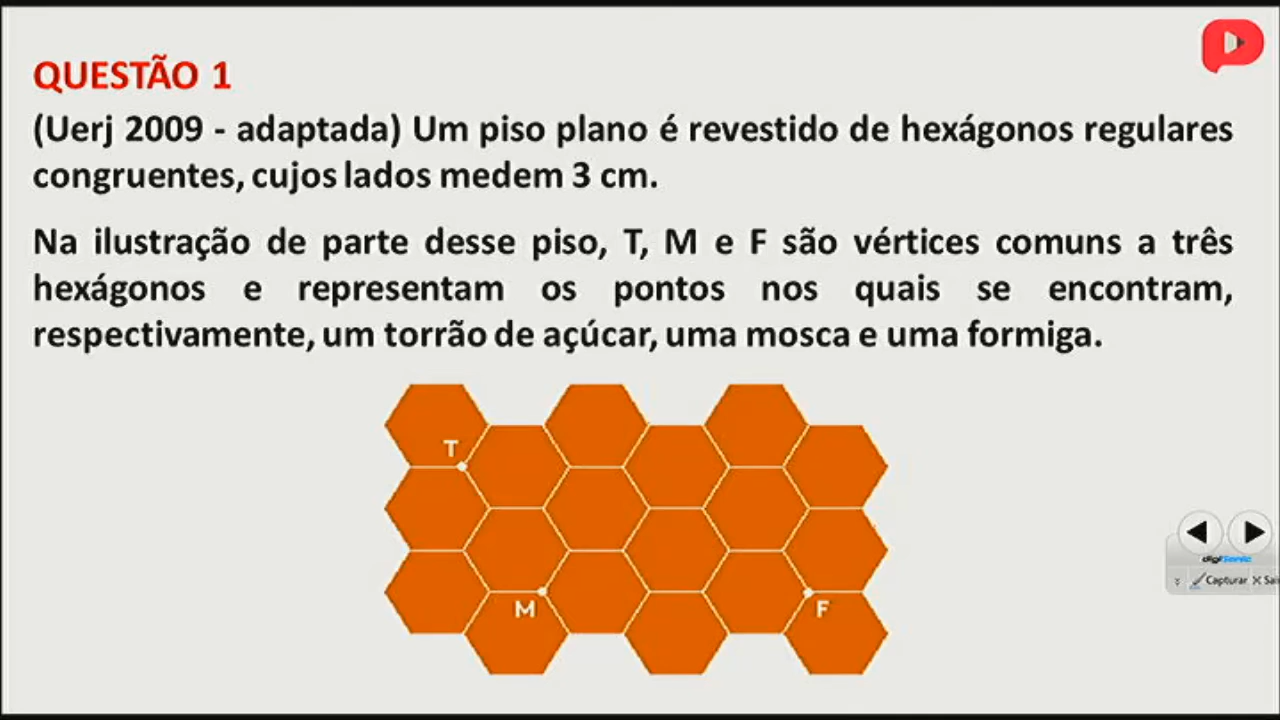 QUESTÃO 1
(Uerj 2009 - adaptada) Um piso plano é revestido de hexágonos regulares
congruentes, cujos lados medem 3 cm.
Na ilustração de parte desse piso, T, M e F são vértices comuns a três
hexágonos e representam os pontos nos quais se encontram,
respectivamente, um torrão de açúcar, uma mosca e uma formiga.
T
M
F
digiSonic
Capturar